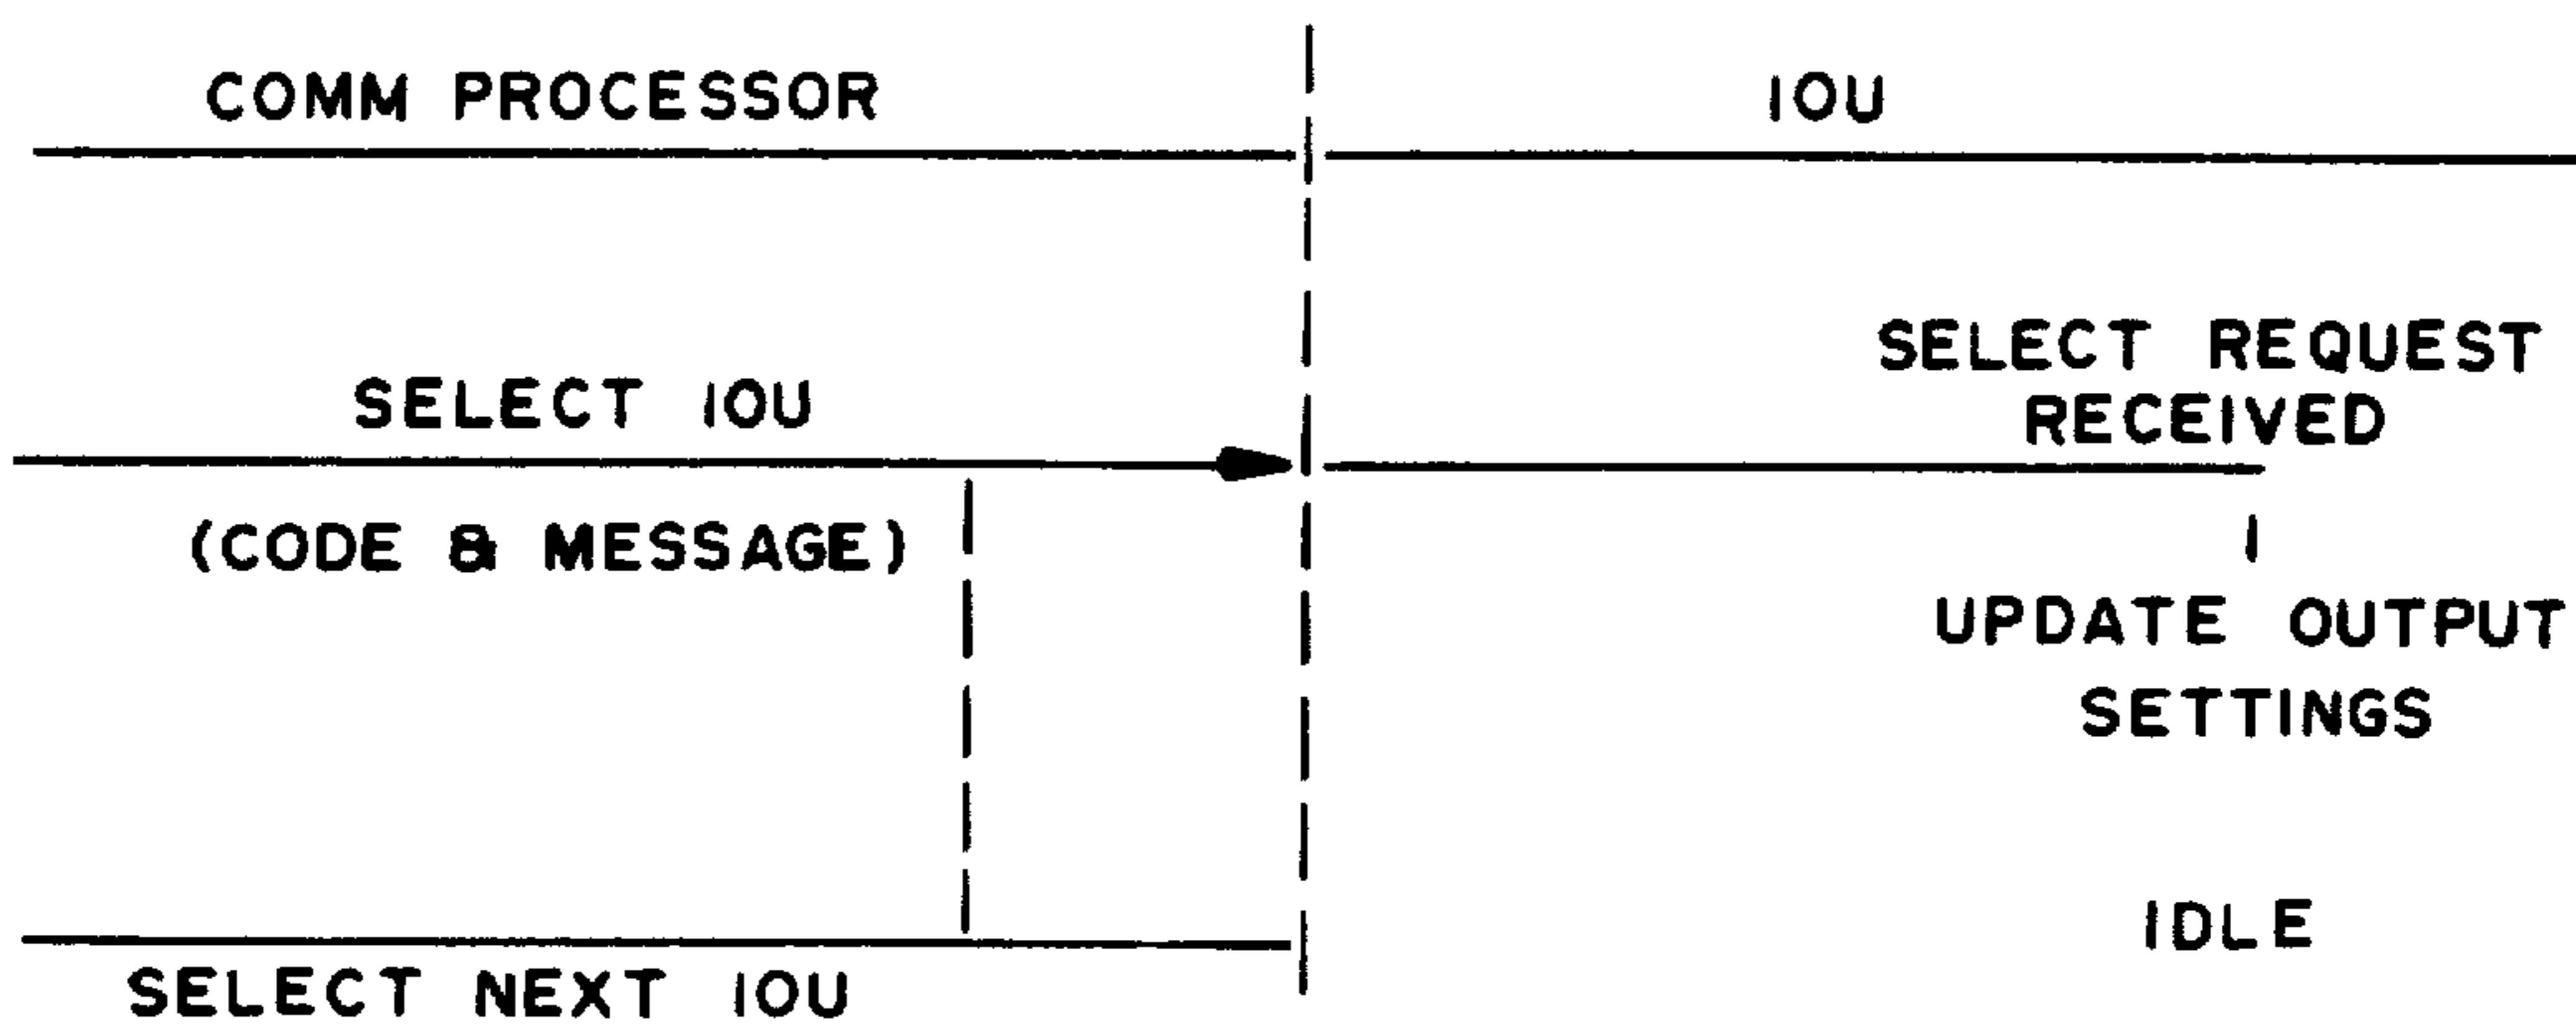 COMM PROCESSOR
IOU
SELECT REQUEST
RECEIVED
SELECT IOU
(CODE & MESSAGE)
UPDATE OUTPUT
SETTINGS
IDLE
SELECT NEXT IOU